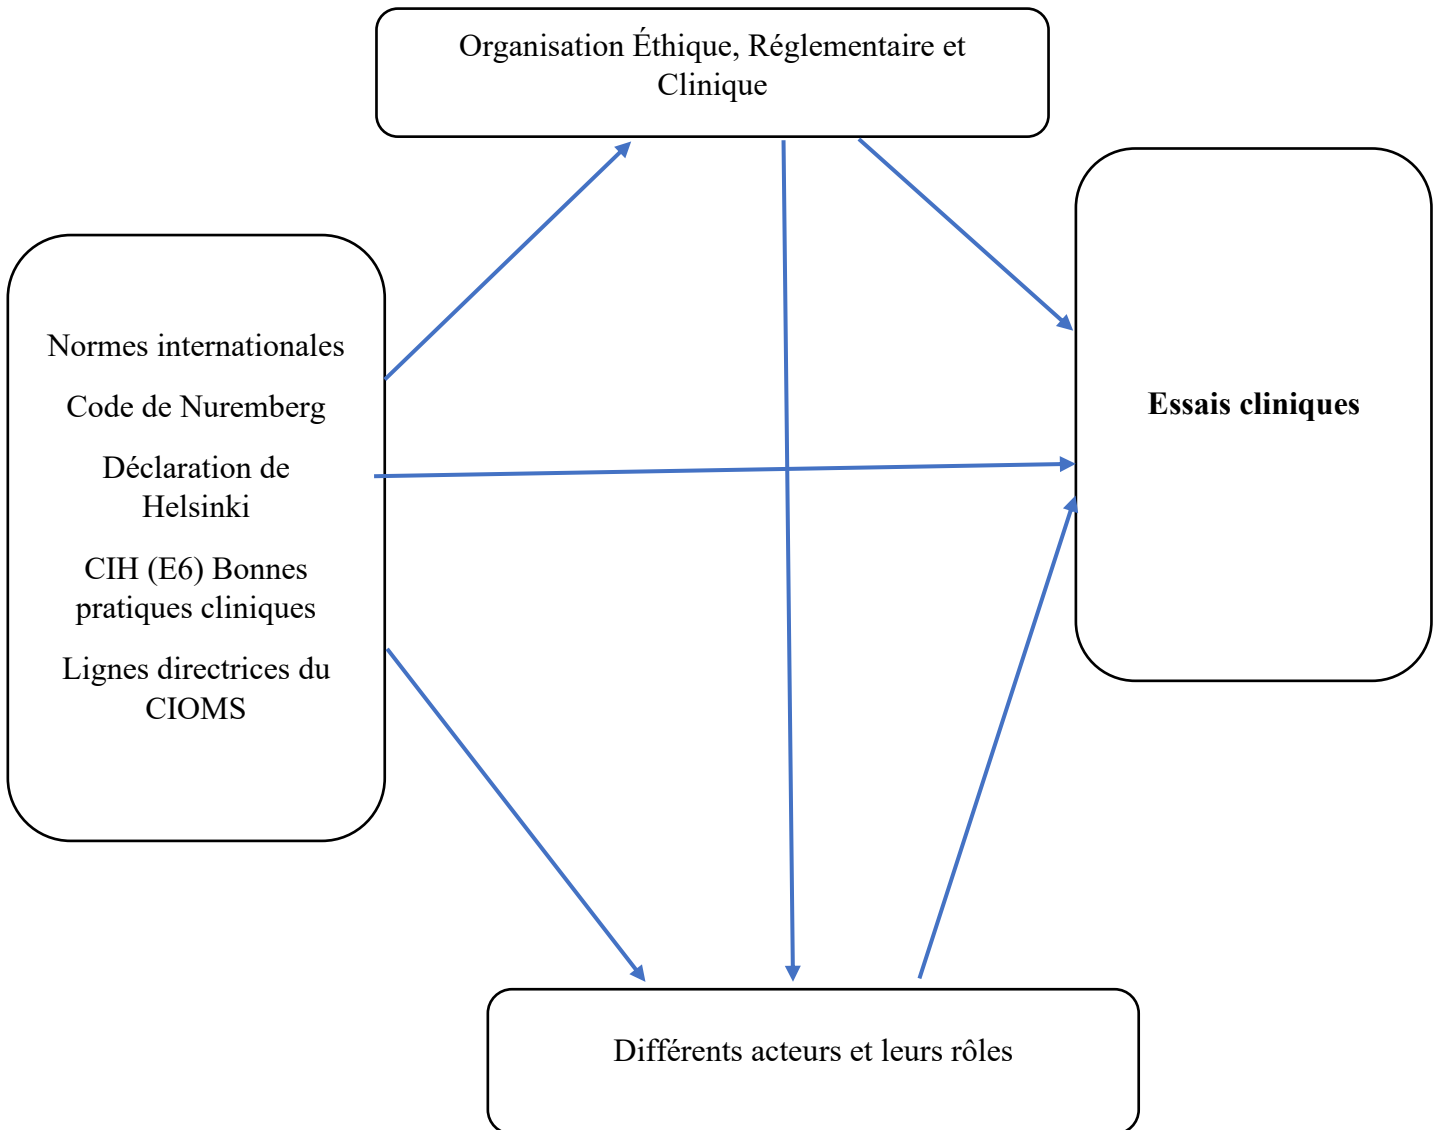 Organisation Éthique, Réglementaire et
Clinique
Normes internationales
Code de Nuremberg
Déclaration de
Helsinki
CIH (E6) Bonnes
pratiques cliniques
Lignes directrices du
CIOMS
Essais cliniques
Différents acteurs et leurs rôles